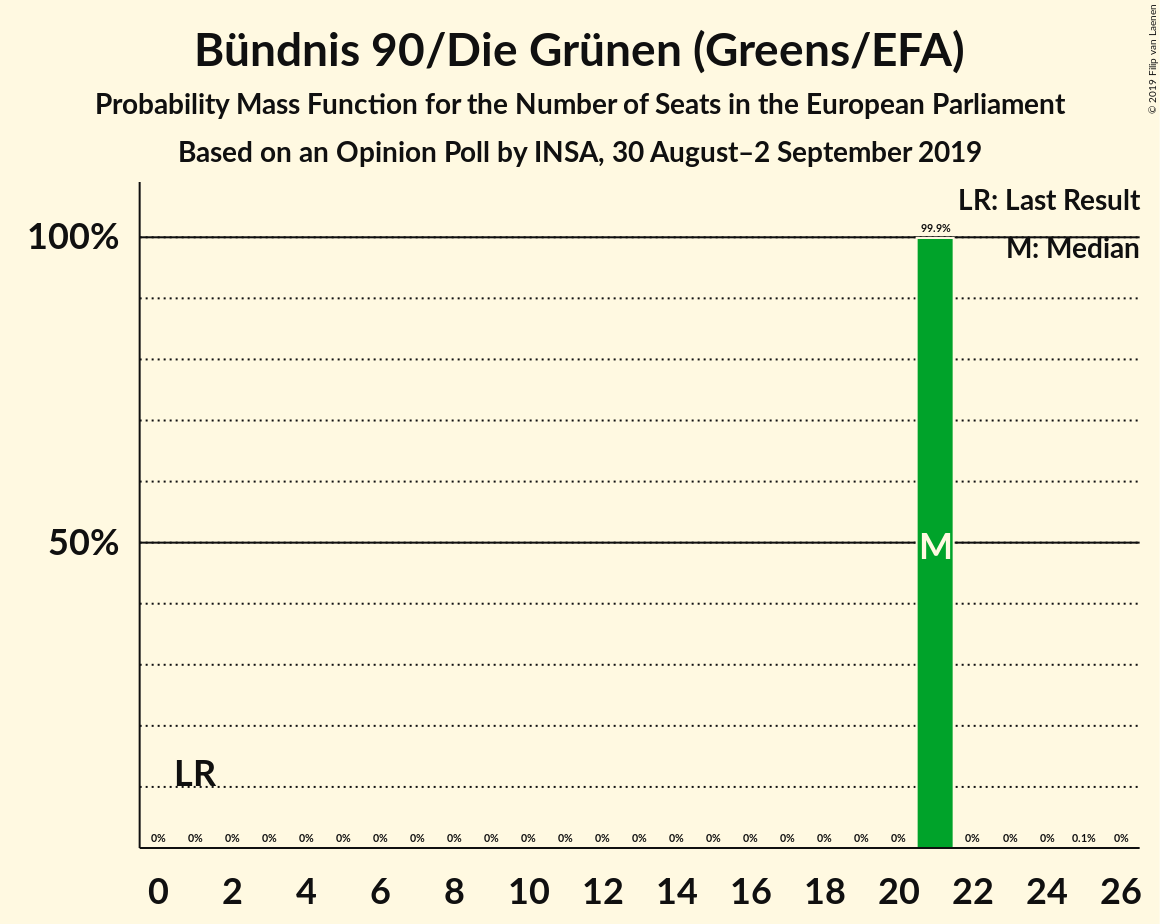 Bündnis 90/Die Grünen (Greens/EFA)
Probability Mass Function for the Number of Seats in the European Parliament
Based on an Opinion Poll by INSA, 30 August–2 September 2019
© 2019 Filip van Laenen
LR: Last Result
M: Median
100%
50%
99.9%
M
LR
0% 0% 0% 0% 0% 0% 0% 0% 0% 0% 0% 0% 0% 0% 0% 0% 0% 0% 0% 0% 0% 0% 0% 0% 0.1% 0%
0 2 4 6 8 10 12 14 16 18 20 22 24 26